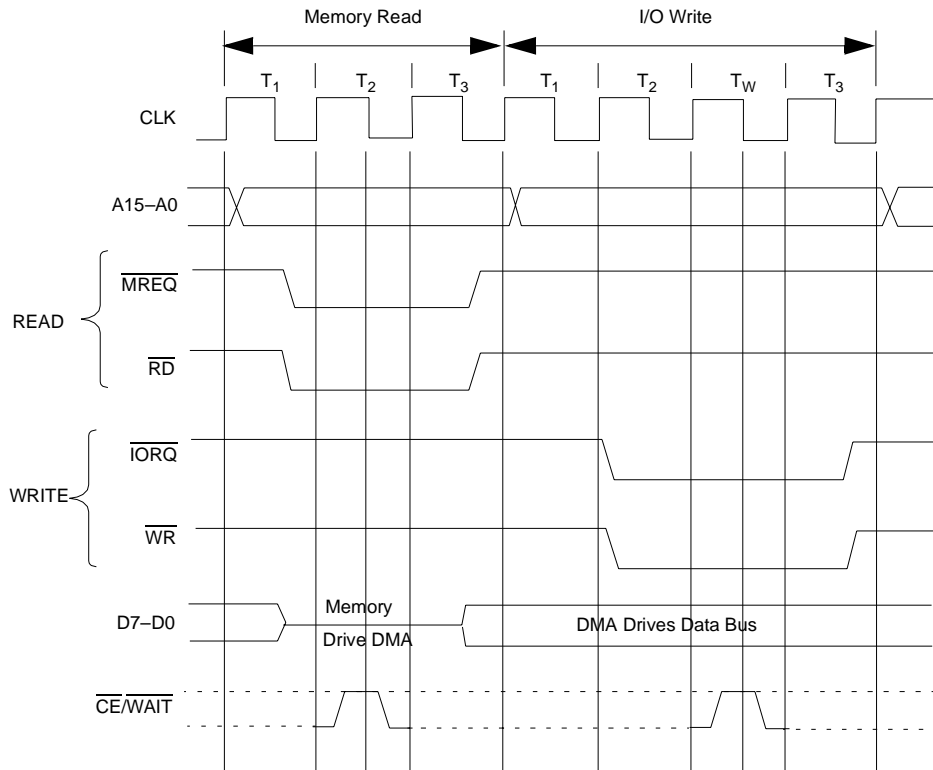 Memory Read I/O Write
T1 T2 T3 T1 T2 TW T3
CLK
A15–A0
MREQ
READ
RD
IORQ
WRITE
WR
Memory
D7–D0 DMA Drives Data Bus
Drive DMA
CE/WAIT